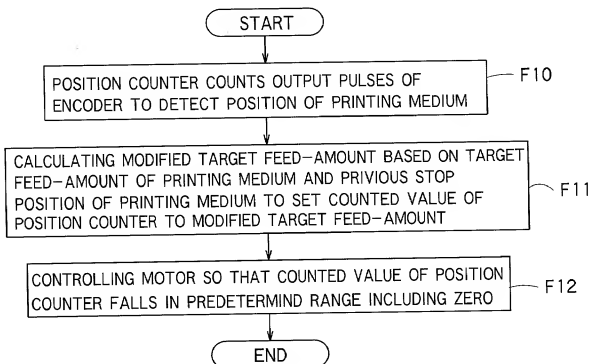 START
POSITION COUNTER COUNTS OUTPUT PULSES OF
ENCODER TO DETECT POSITION OF PRINTING MEDIUM
F10
CALCULATING MODIFIED TARGET FEED-AMOUNT BASED ON TARGET
FEED-AMOUNT OF PRINTING MEDIUM AND PRIVIOUS STOP
POSITION OF PRINTING MEDIUM TO SET COUNTED VALUE OF
POSITION COUNTER TO MODIFIED TARGET FEED-AMOUNT
F11
CONTROLLING MOTOR SO THAT COUNTED VALUE OF POSITION
COUNTER FALLS IN PREDETERMIND RANGE INCLUDING ZERO
F12
END